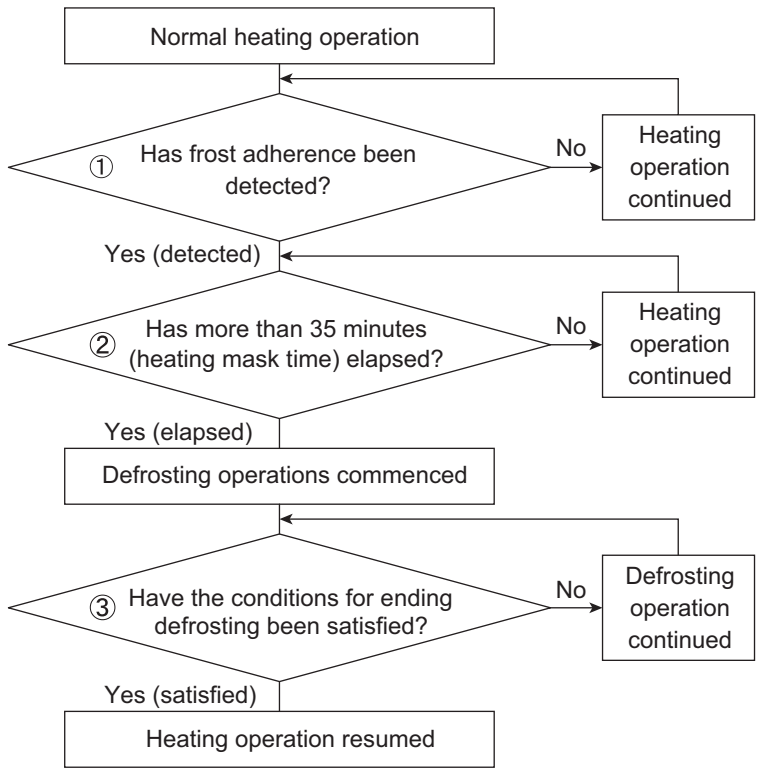 Normal heating operation
① Has frost adherence been
detected?
No
Heating
operation
continued
Yes (detected)
② Has more than 35 minutes
(heating mask time) elapsed?
No
Heating
operation
continued
Yes (elapsed)
Defrosting operations commenced
③ Have the conditions for ending
defrosting been satisfied?
No
Defrosting
operation
continued
Yes (satisfied)
Heating operation resumed